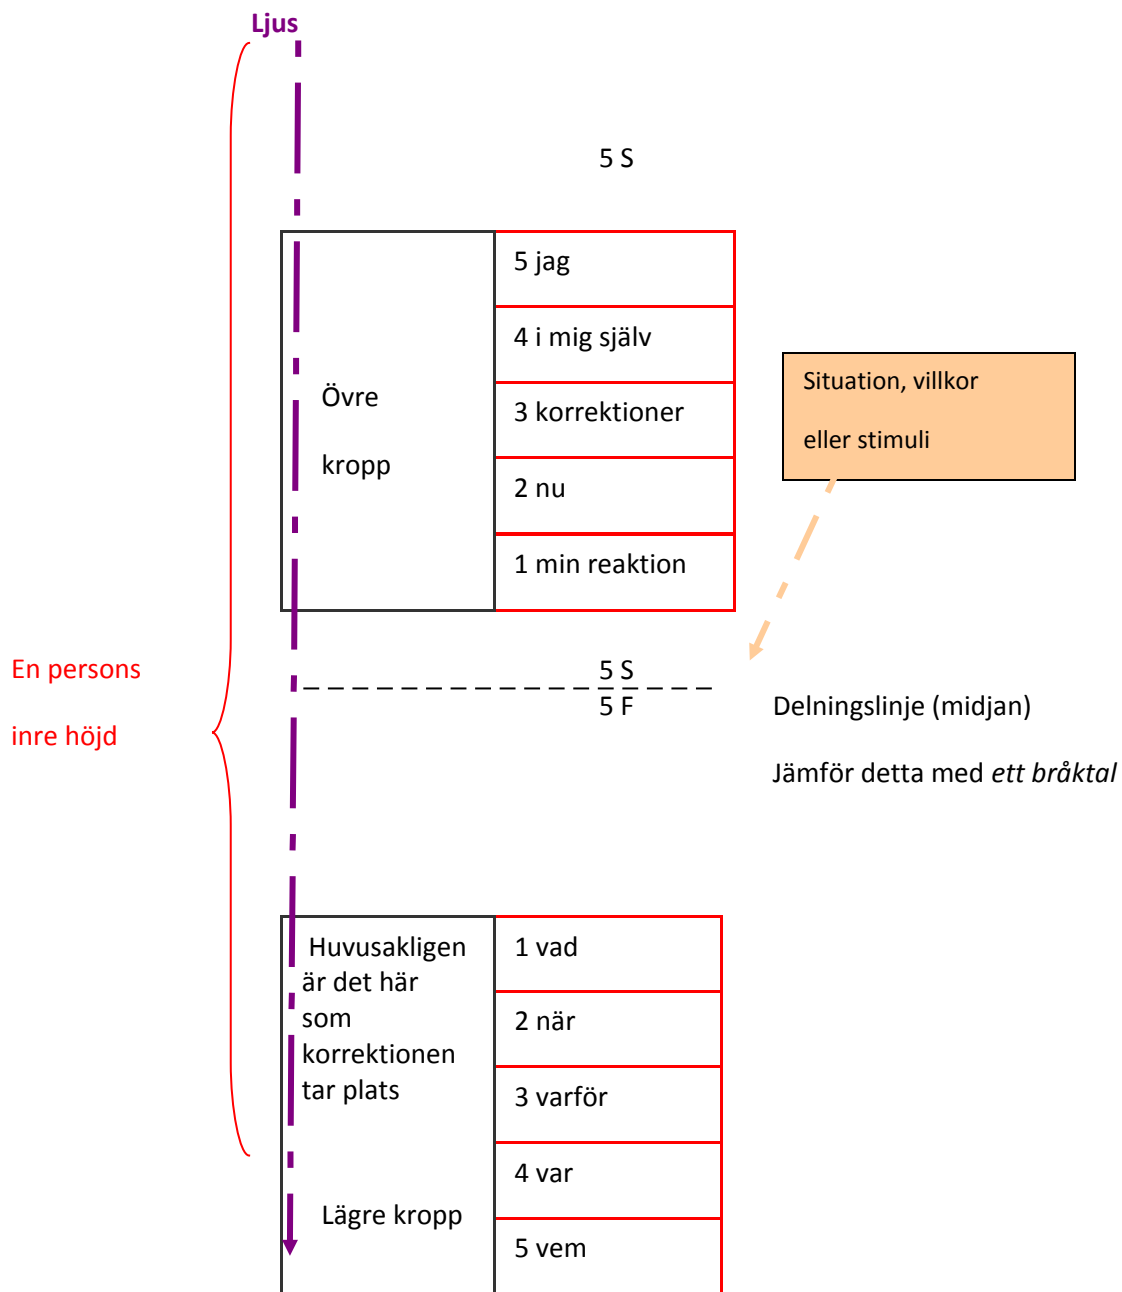 Ljus
5 S
5 jag
4 i mig själv
3 korrektioner
2 nu
1 min reaktion
Övre
kropp
Situation, villkor
eller stimuli
En persons
inre höjd
5 S
5 F
Delningslinje (midjan)
Jämför detta med ett bråktal
Huvusakligen
är det här
som
korrektionen
tar plats
Lägre kropp
1 vad
2 när
3 varför
4 var
5 vem